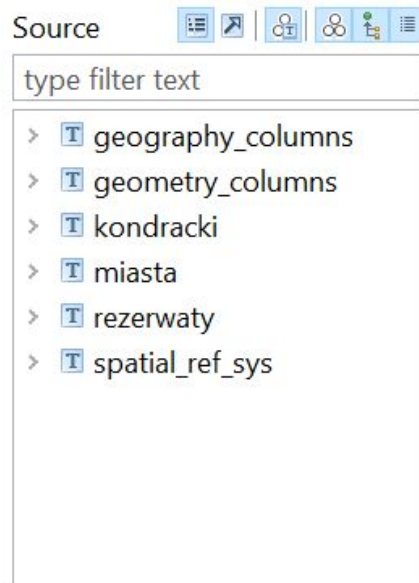 Source
type filter text
geography_columns
geometry_columns
kondracki
miasta
rezerwaty
spatial_ref_sys